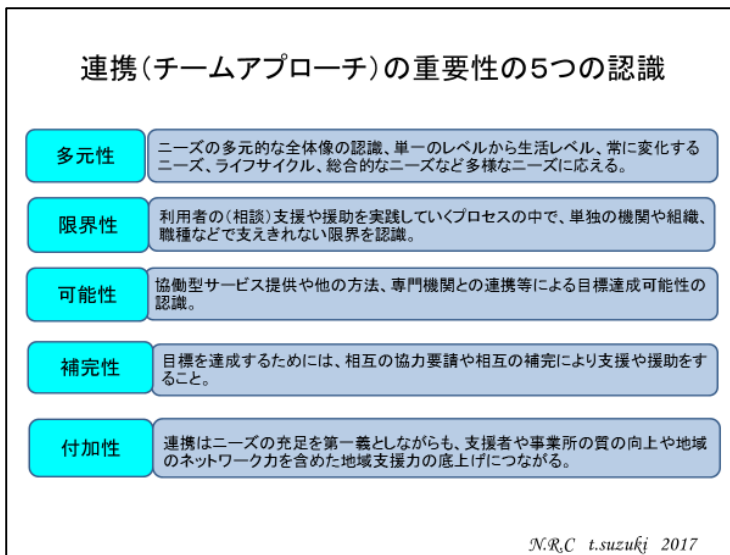 連携(チームアプローチ)の重要性の5つの認識
多元性
ニーズの多元的な全体像の認識、単一のレベルから生活レベル、常に変化する
ニーズ、ライフサイクル、総合的なニーズなど多様なニーズに応える。
限界性
利用者の(相談)支援や援助を実践していくプロセスの中で、単独の機関や組織、
職種などで支えきれない限界を認識。
可能性
協働型サービス提供や他の方法、専門機関との連携等による目標達成可能性の
認識。
補完性
目標を達成するためには、相互の協力要請や相互の補完により支援や援助をす
ること。
付加性
連携はニーズの充足を第一義としながらも、支援者や事業所の質の向上や地域
のネットワーク力を含めた地域支援力の底上げにつながる。
N.R.C t.suzuki 2017